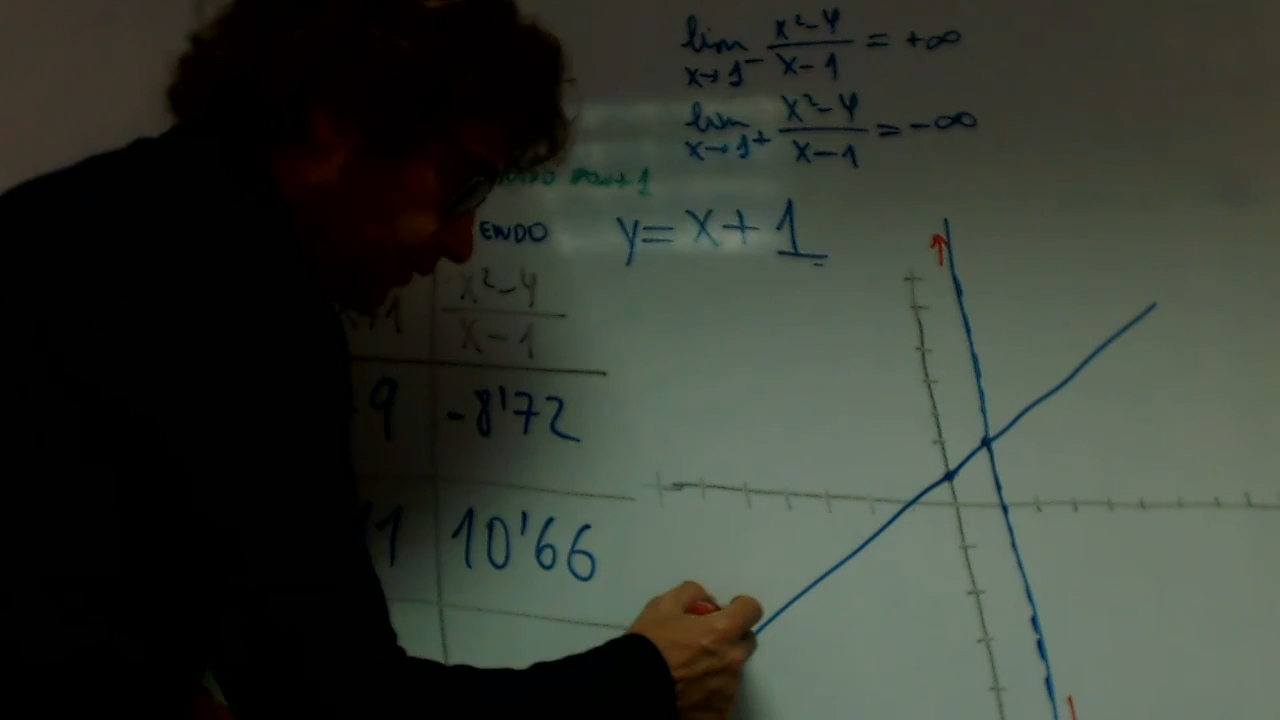 lim x→1⁻ x²-4/x-1 = +∞
lim x→1⁺ x²-4/x-1 = -∞
ENDO y = x + 1
x²-4/x-1
9 -8'72
11 10'66